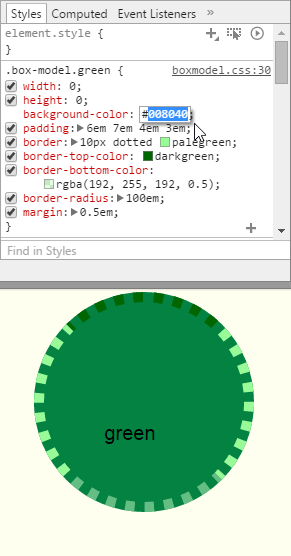 Styles Computed Event Listeners »
element.style {
}
.box-model.green { boxmodel.css:30
width: 0;
height: 0;
background-color: #008040;
padding: 6em 7em 4em 3em;
border: 10px dotted palegreen;
border-top-color: darkgreen;
border-bottom-color:
rgba(192, 255, 192, 0.5);
border-radius: 100em;
margin: 0.5em;
}
Find in Styles
green